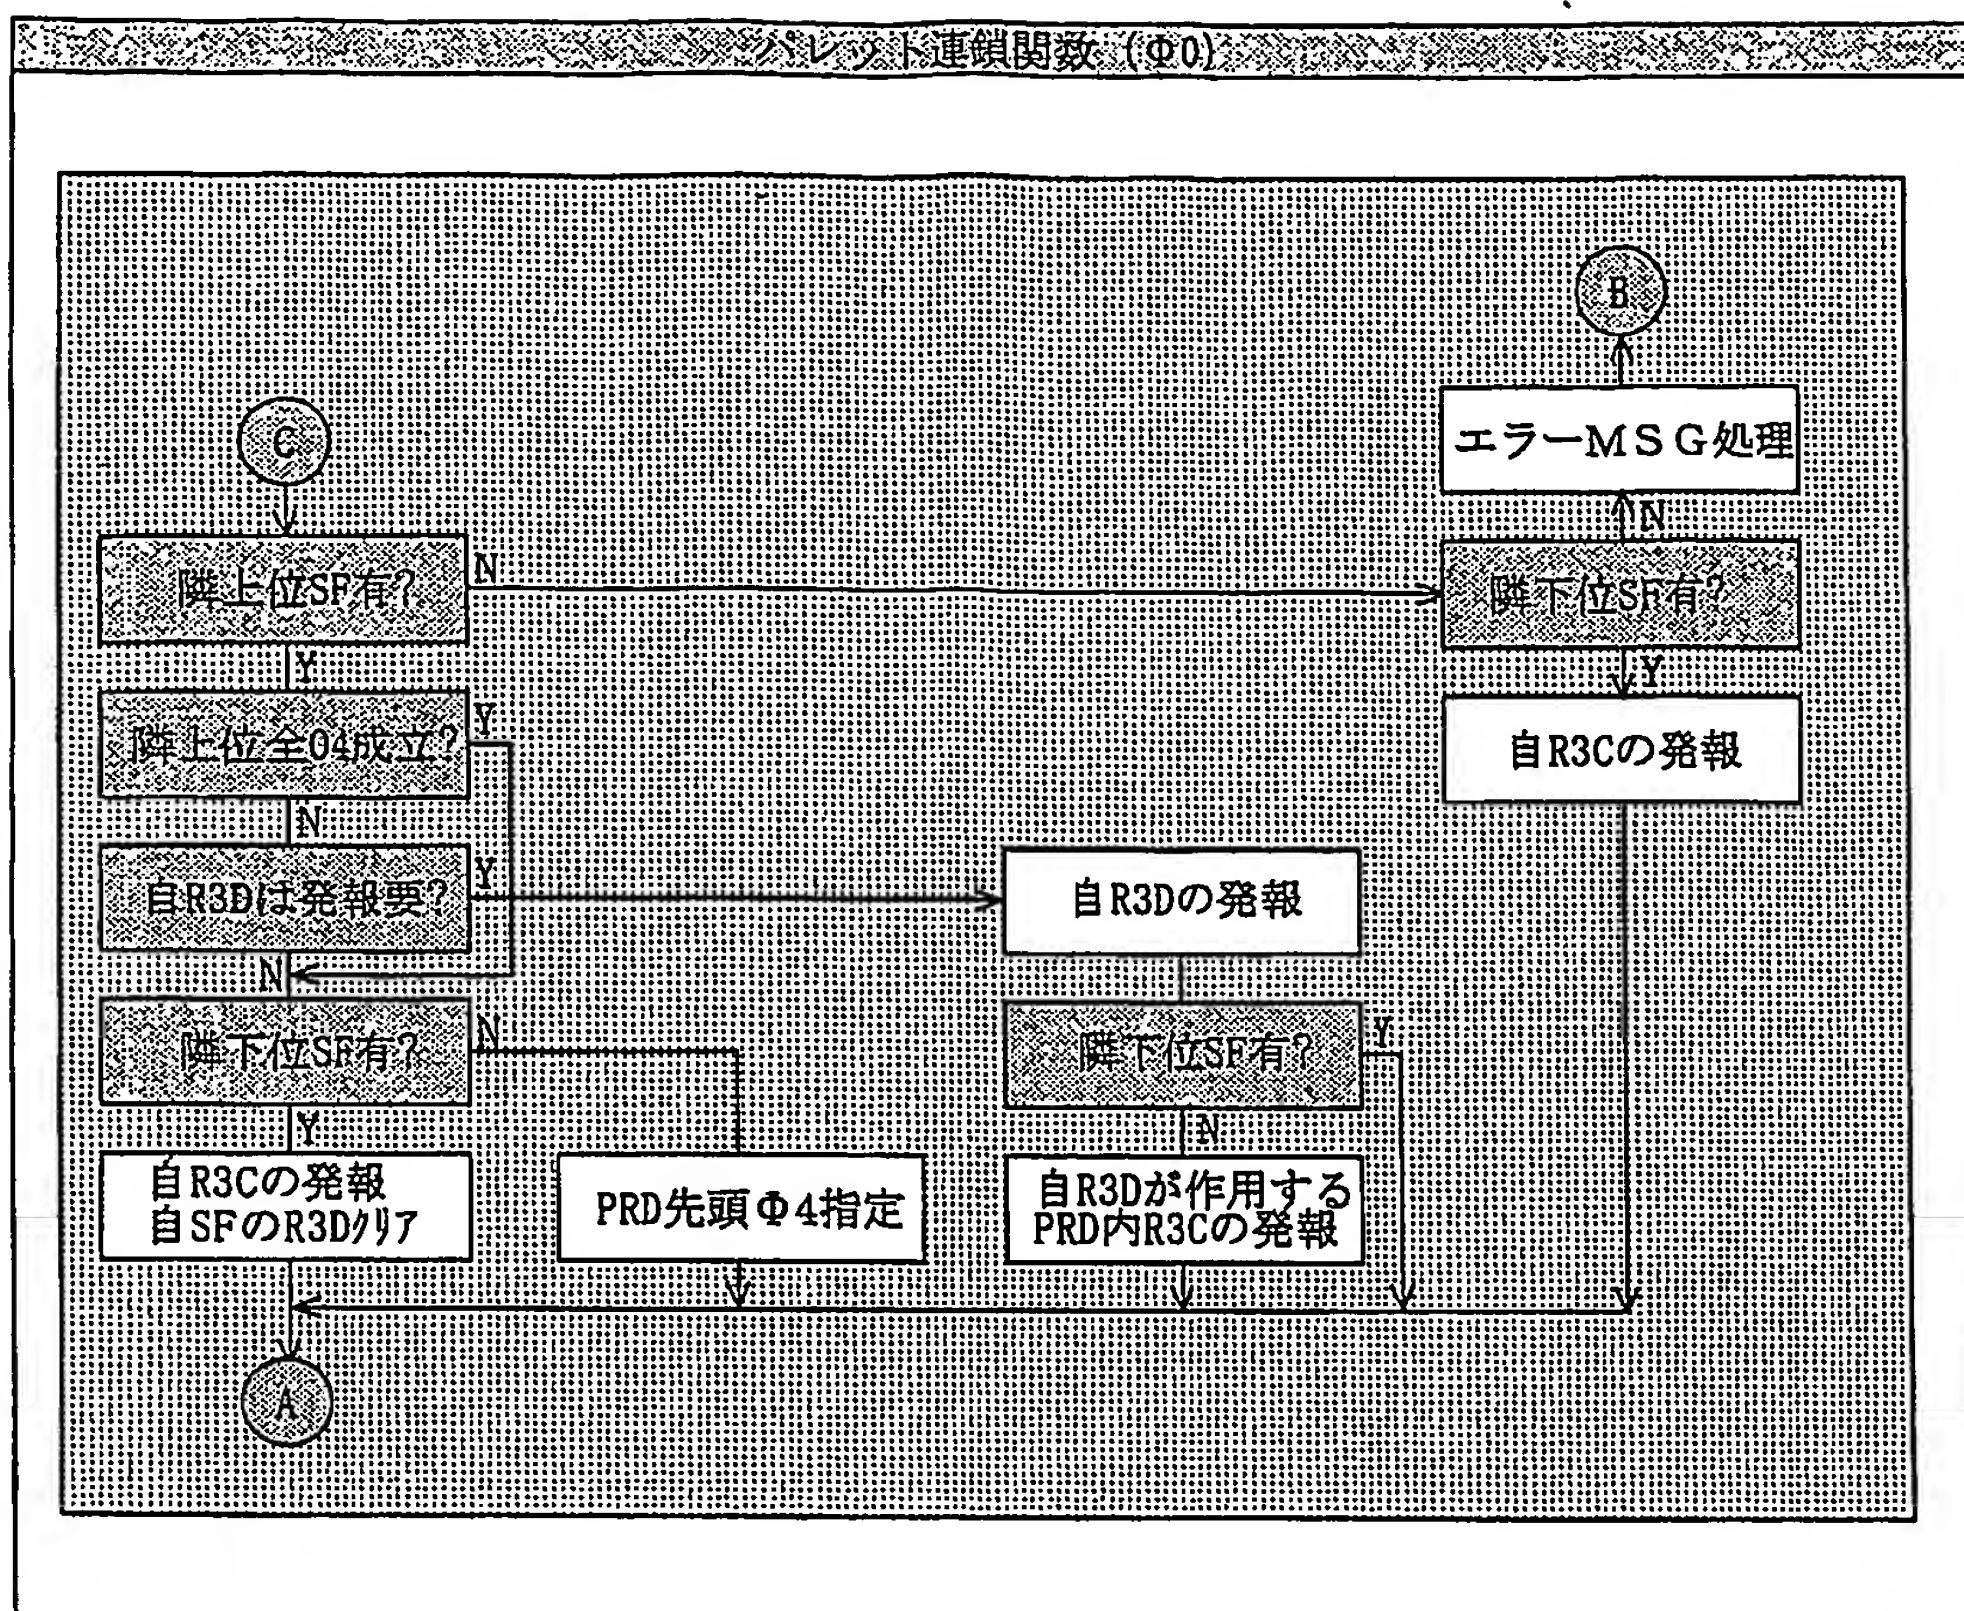 パレット連鎖関数 (Φ0)
B
エラーMSG処理
N
C
隣上位SF有?
N
隣下位SF有?
Y
Y
隣上位全04成立?
Y
自R3Cの発報
N
自R3Dは発報要?
Y
自R3Dの発報
N
隣下位SF有?
N
隣下位SF有?
Y
Y
N
自R3Cの発報
自SFのR3Dクリア
PRD先頭Φ4指定
自R3Dが作用する
PRD内R3Cの発報
A